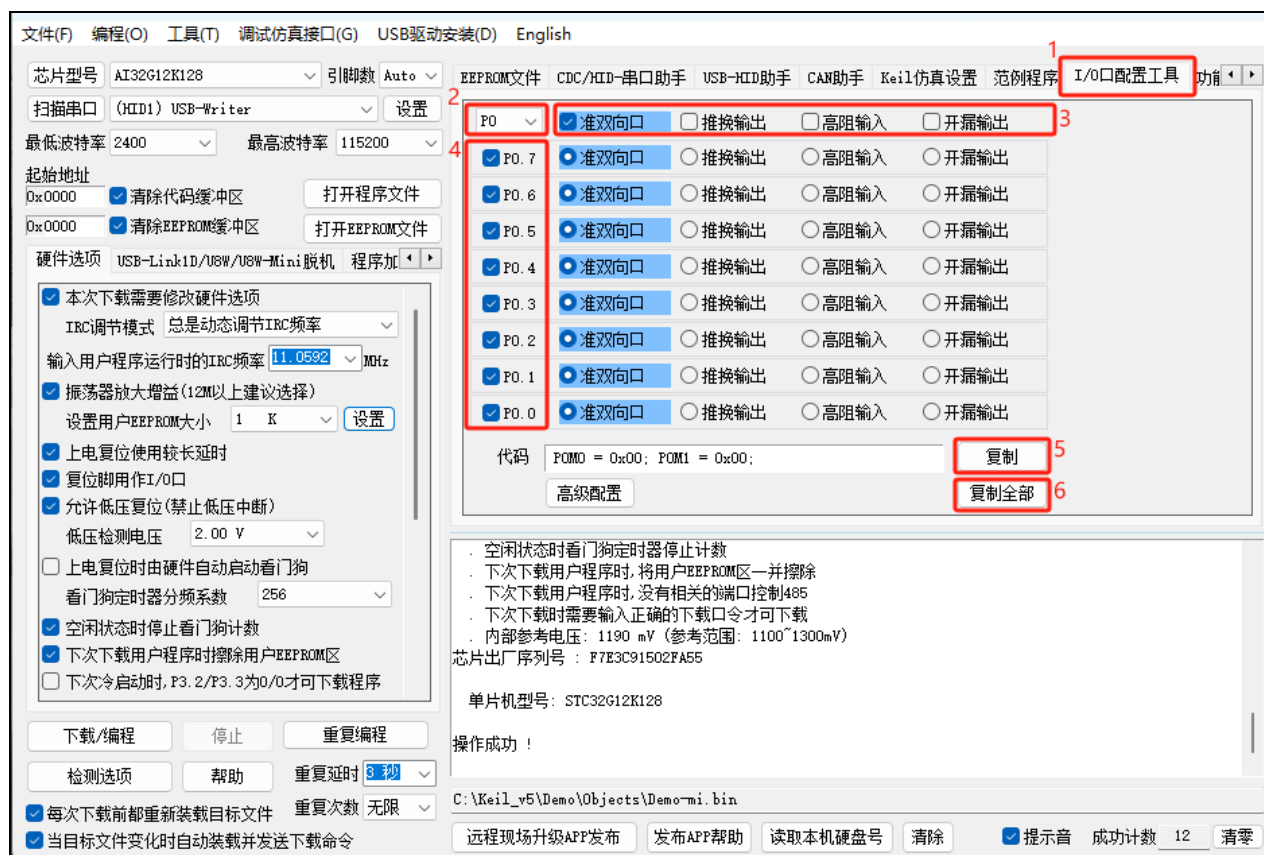 文件(F) 编程(O) 工具(T) 调试仿真接口(G) USB驱动安装(D) English
芯片型号 AI32G12K128 引脚数 Auto
扫描串口 (HID1) USB-Writer 设置
最低波特率 2400 最高波特率 115200
起始地址
0x0000 清除代码缓冲区 打开程序文件
0x0000 清除EEPROM缓冲区 打开EEPROM文件
硬件选项 USB-Link1D/U8W/U8W-Mini脱机 程序加
本次下载需要修改硬件选项
IRC调节模式 总是动态调节IRC频率
输入用户程序运行时的IRC频率 11.0592 MHz
振荡器放大增益(12M以上建议选择)
设置用户EEPROM大小 1 K 设置
上电复位使用较长延时
复位脚用作I/O口
允许低压复位(禁止低压中断)
低压检测电压 2.00 V
上电复位时由硬件自动启动看门狗
看门狗定时器分频系数 256
空闲状态时停止看门狗计数
下次下载用户程序时擦除用户EEPROM区
下次冷启动时,P3.2/P3.3为0/0才可下载程序
下载/编程 停止 重复编程
检测选项 帮助 重复延时 3 秒
每次下载前都重新装载目标文件 重复次数 无限
当目标文件变化时自动装载并发送下载命令
1
EEPROM文件 CDC/HID-串口助手 USB-HID助手 CAN助手 Keil仿真设置 范例程序 I/O口配置工具 功能
2
P0 准双向口 推挽输出 高阻输入 开漏输出 3
4 P0.7 准双向口 推挽输出 高阻输入 开漏输出
P0.6 准双向口 推挽输出 高阻输入 开漏输出
P0.5 准双向口 推挽输出 高阻输入 开漏输出
P0.4 准双向口 推挽输出 高阻输入 开漏输出
P0.3 准双向口 推挽输出 高阻输入 开漏输出
P0.2 准双向口 推挽输出 高阻输入 开漏输出
P0.1 准双向口 推挽输出 高阻输入 开漏输出
P0.0 准双向口 推挽输出 高阻输入 开漏输出
代码 P0M0 = 0x00; P0M1 = 0x00; 复制 5
高级配置 复制全部 6
. 空闲状态时看门狗定时器停止计数
. 下次下载用户程序时,将用户EEPROM区一并擦除
. 下次下载用户程序时,没有相关的端口控制485
. 下次下载时需要输入正确的下载口令才可下载
. 内部参考电压: 1190 mV (参考范围: 1100~1300mV)
芯片出厂序列号 : F7E3C91502FA55
单片机型号: STC32G12K128
操作成功 !
C:\Keil_v5\Demo\Objects\Demo-mi.bin
远程现场升级APP发布 发布APP帮助 读取本机硬盘号 清除 提示音 成功计数 12 清零